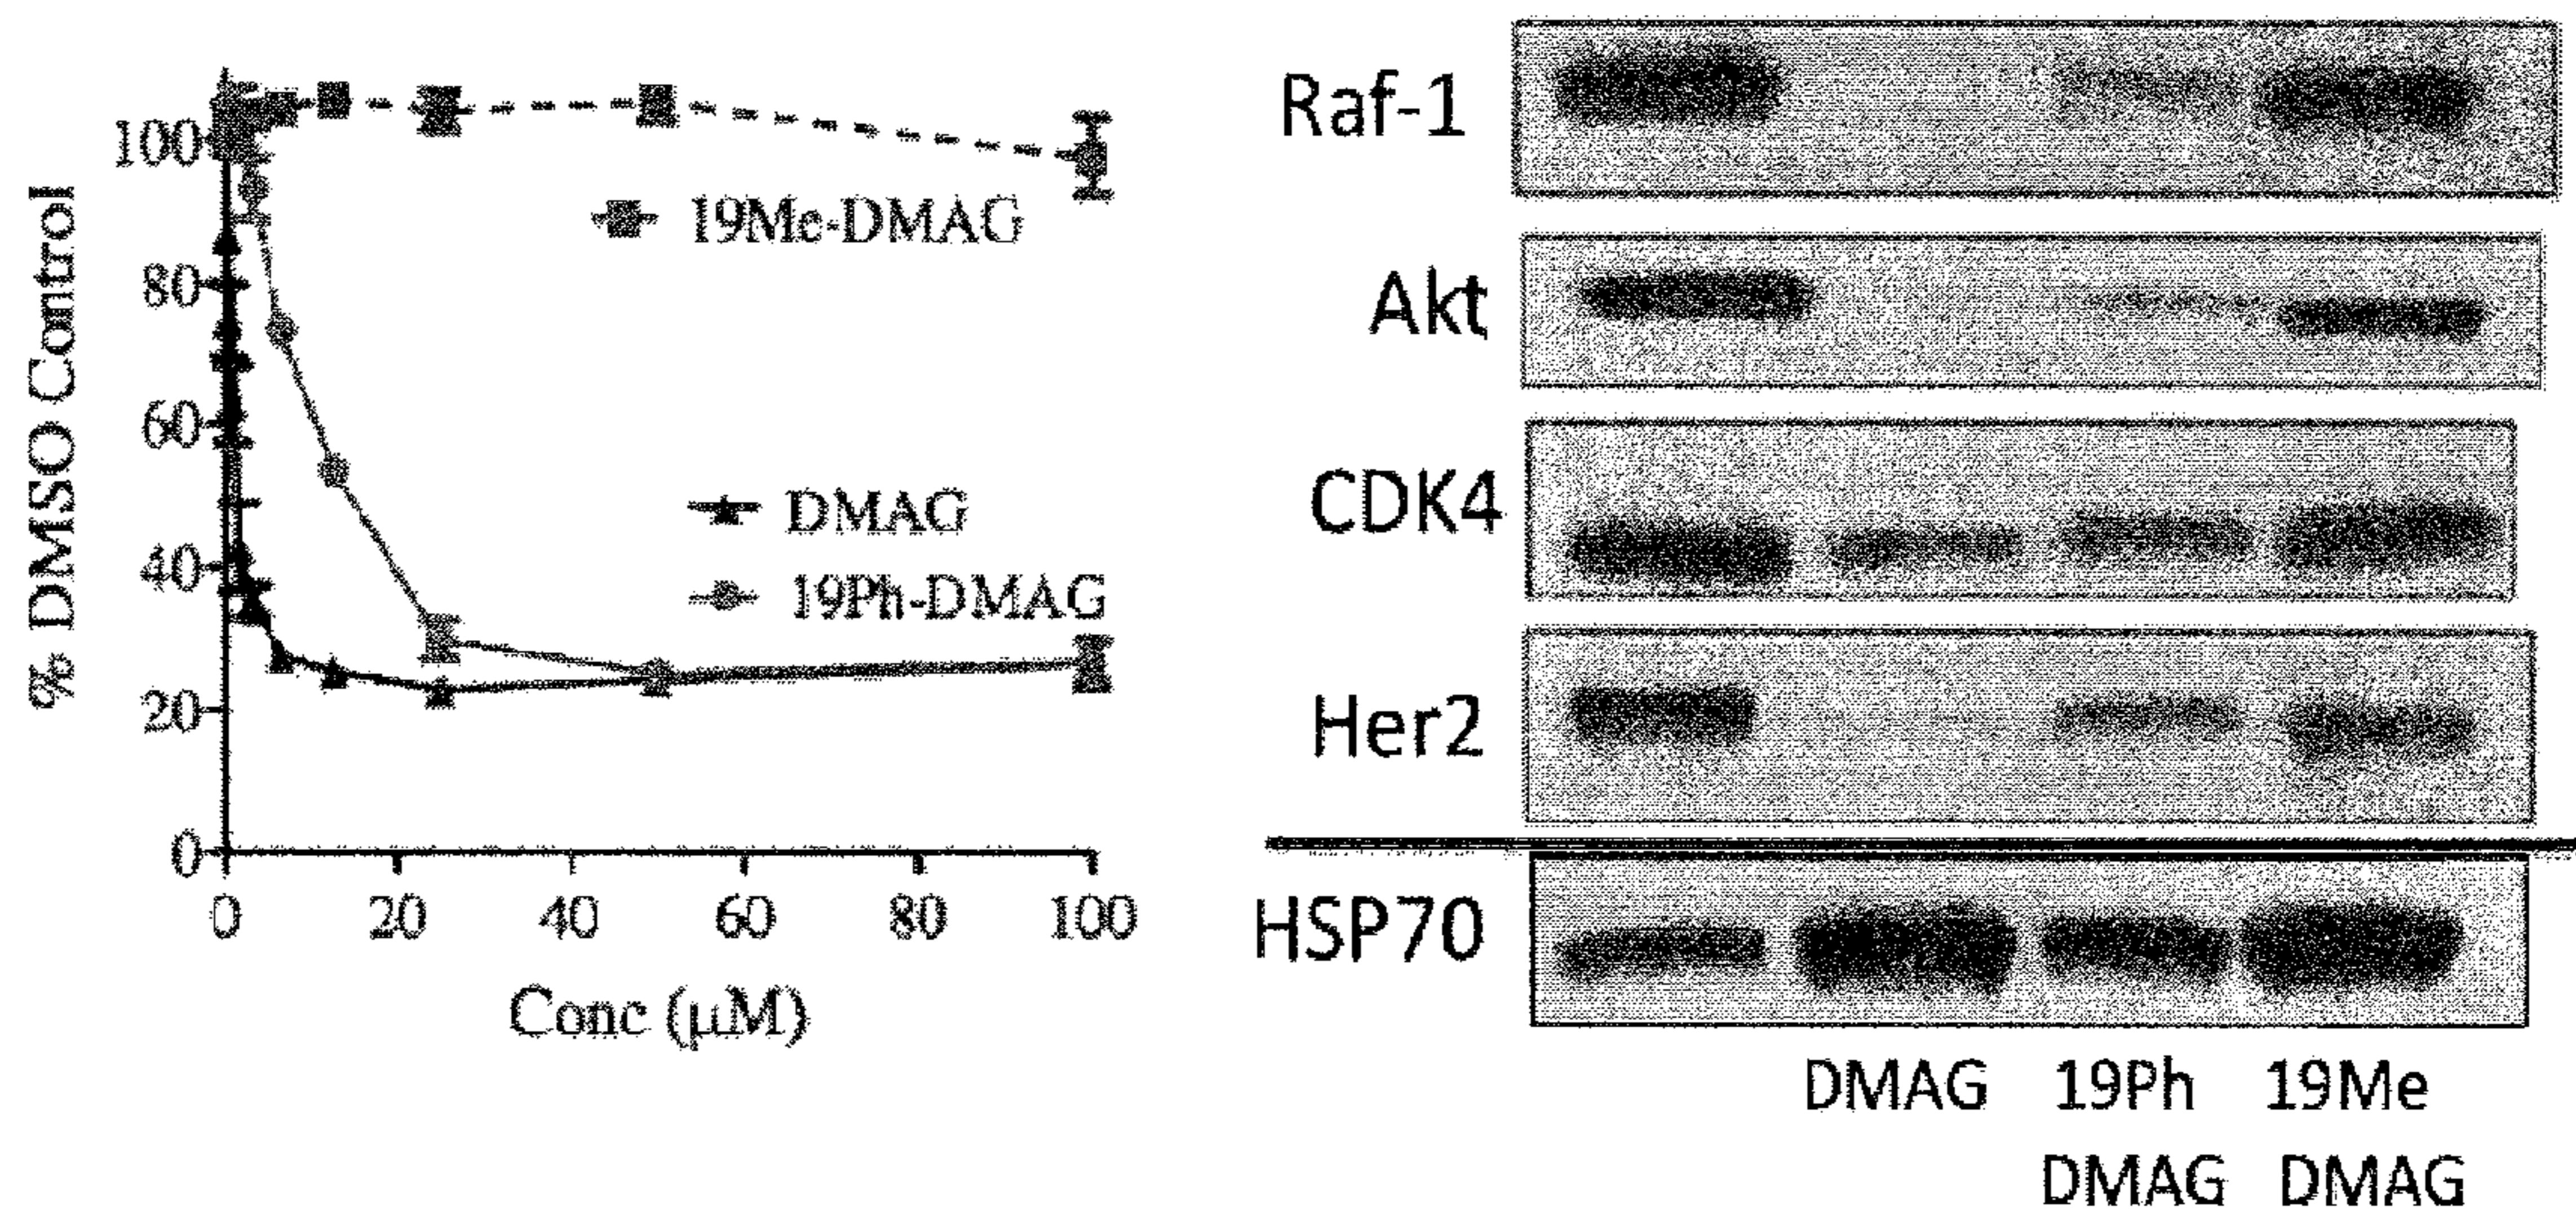 % DMSO Control
100
80
60
40
20
0
0 20 40 60 80 100
Conc (μM)
19Me-DMAG
DMAG
19Ph-DMAG
Raf-1
Akt
CDK4
Her2
HSP70
DMAG 19Ph 19Me
DMAG DMAG